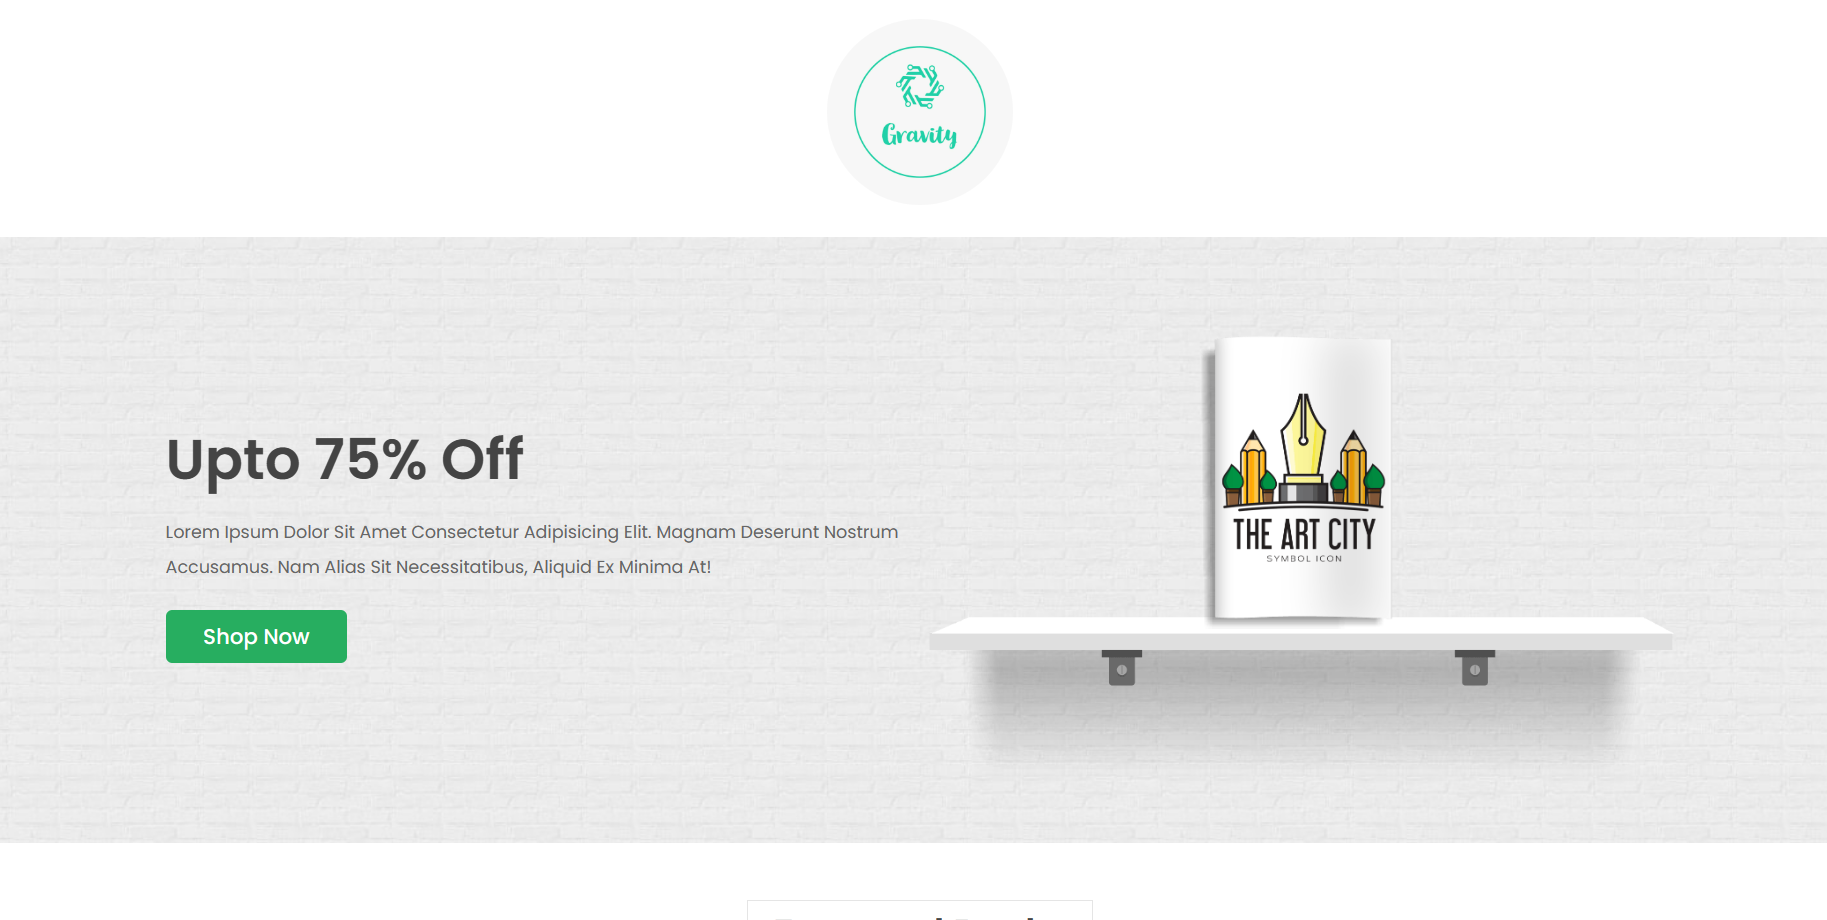 Gravity
Upto 75% Off
Lorem Ipsum Dolor Sit Amet Consectetur Adipisicing Elit. Magnam Deserunt Nostrum
Accusamus. Nam Alias Sit Necessitatibus, Aliquid Ex Minima At!
Shop Now
THE ART CITY
SYMBOL ICON